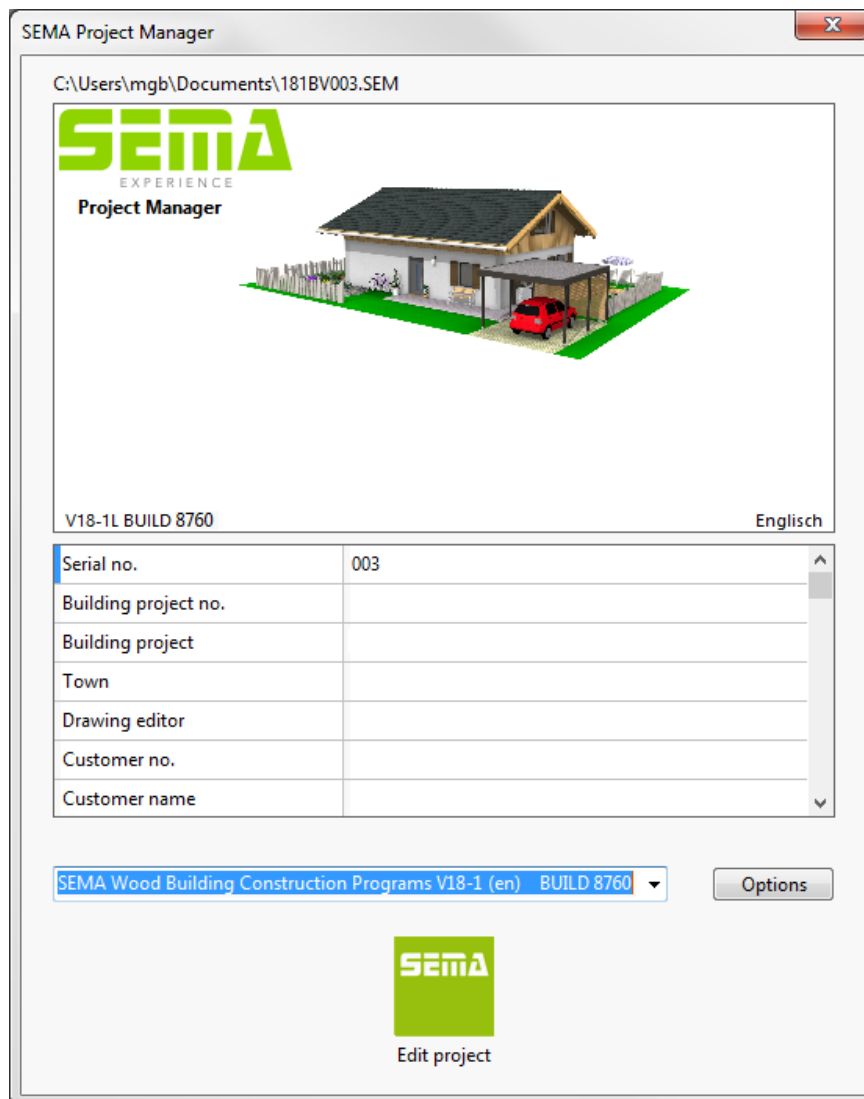 SEMA Project Manager
C:\Users\mgb\Documents\181BV003.SEM
SEMA
EXPERIENCE
Project Manager
V18-1L BUILD 8760 Englisch
Serial no. 003
Building project no.
Building project
Town
Drawing editor
Customer no.
Customer name
SEMA Wood Building Construction Programs V18-1 (en) BUILD 8760
Options
SEMA
Edit project